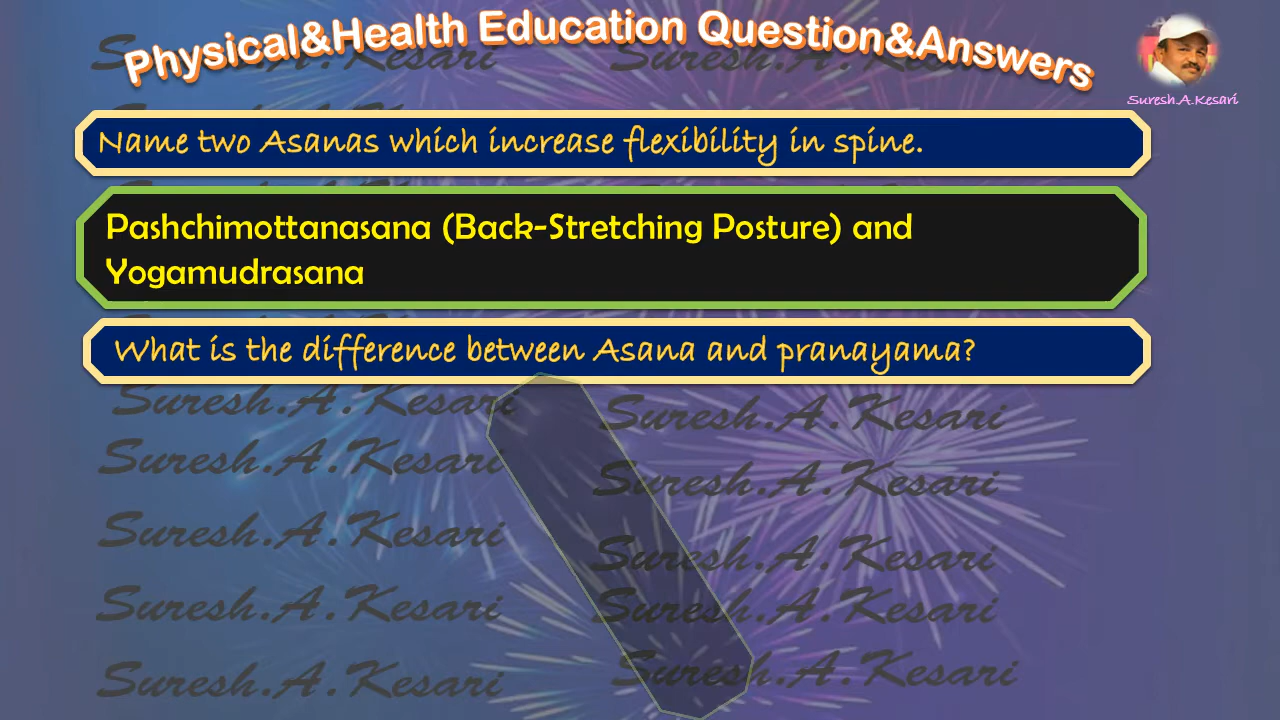 Physical&Health Education Question&Answers
Suresh.A.Kesari
Name two Asanas which increase flexibility in spine.
Pashchimottanasana (Back-Stretching Posture) and
Yogamudrasana
What is the difference between Asana and pranayama?
Suresh.A.Kesari Suresh.A.Kesari
Suresh.A.Kesari Suresh.A.Kesari
Suresh.A.Kesari Suresh.A.Kesari
Suresh.A.Kesari Suresh.A.Kesari
Suresh.A.Kesari Suresh.A.Kesari